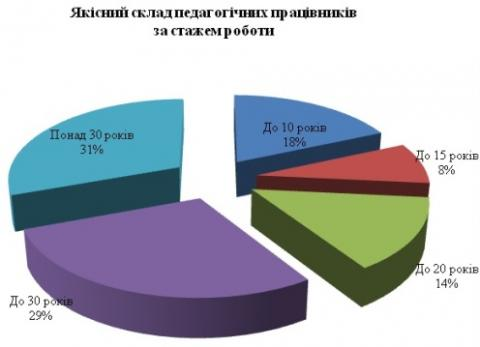 Якісний склад педагогічних працівників
за стажем роботи
До 10 років
18%
До 15 років
8%
До 20 років
14%
До 30 років
29%
Понад 30 років
31%